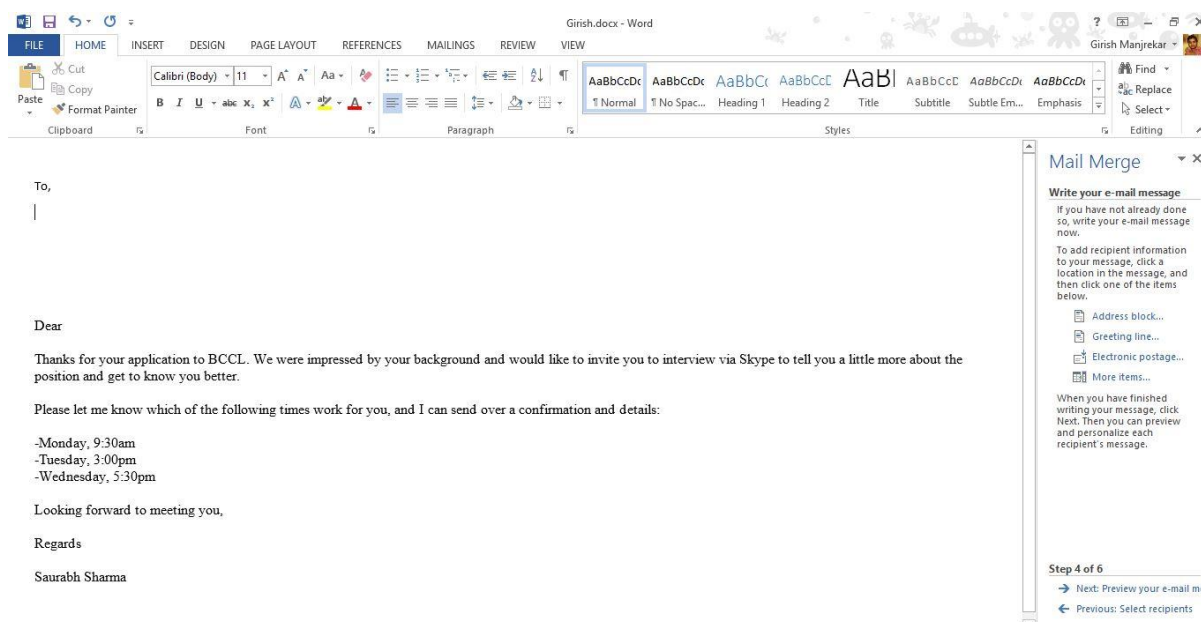 Girish.docx - Word
?
FILE HOME INSERT DESIGN PAGE LAYOUT REFERENCES MAILINGS REVIEW VIEW
Girish Manjrekar
Paste
Cut
Copy
Format Painter
Clipboard
Calibri (Body) 11 A A Aa
B I U abc X₂ X² A ab A
Font
Paragraph
AaBbCcDc AaBbCcDc AaBbCc AaBbCcD AaBl AaBbCcD AaBbCcDc AaBbCcDc
¶ Normal ¶ No Spac... Heading 1 Heading 2 Title Subtitle Subtle Em... Emphasis
Styles
Find
Replace
Select
Editing
To,
Dear
Thanks for your application to BCCL. We were impressed by your background and would like to invite you to interview via Skype to tell you a little more about the
position and get to know you better.
Please let me know which of the following times work for you, and I can send over a confirmation and details:
-Monday, 9:30am
-Tuesday, 3:00pm
-Wednesday, 5:30pm
Looking forward to meeting you,
Regards
Saurabh Sharma
Mail Merge
Write your e-mail message
If you have not already done
so, write your e-mail message
now.
To add recipient information
to your message, click a
location in the message, and
then click one of the items
below.
Address block...
Greeting line...
Electronic postage...
More items...
When you have finished
writing your message, click
Next. Then you can preview
and personalize each
recipient's message.
Step 4 of 6
Next: Preview your e-mail m
Previous: Select recipients